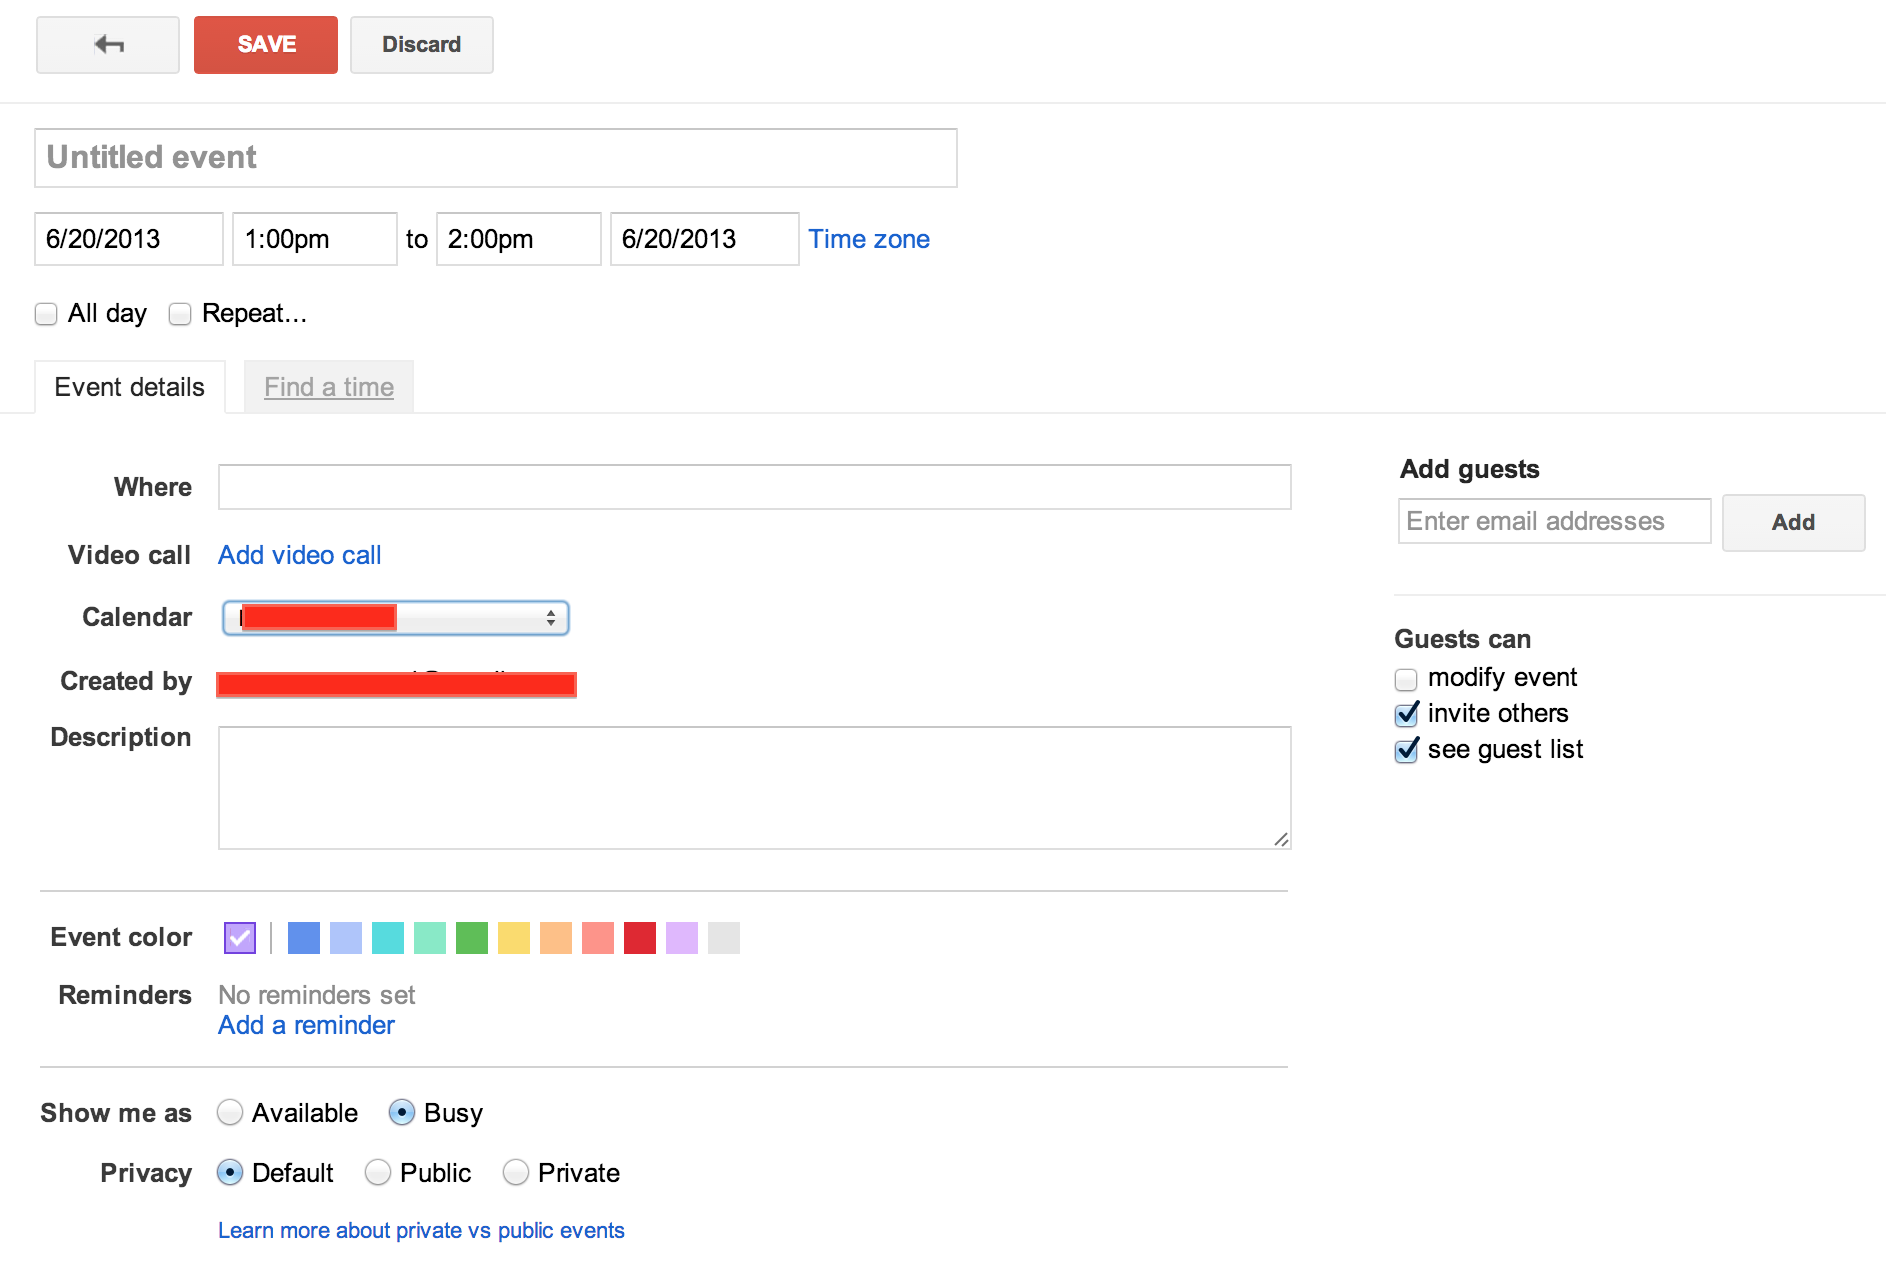 SAVE Discard
Untitled event
6/20/2013 1:00pm to 2:00pm 6/20/2013 Time zone
All day Repeat...
Event details Find a time
Where
Video call Add video call
Calendar
Created by
Description
Event color
Reminders No reminders set
Add a reminder
Show me as Available Busy
Privacy Default Public Private
Learn more about private vs public events
Add guests
Enter email addresses Add
Guests can
modify event
invite others
see guest list